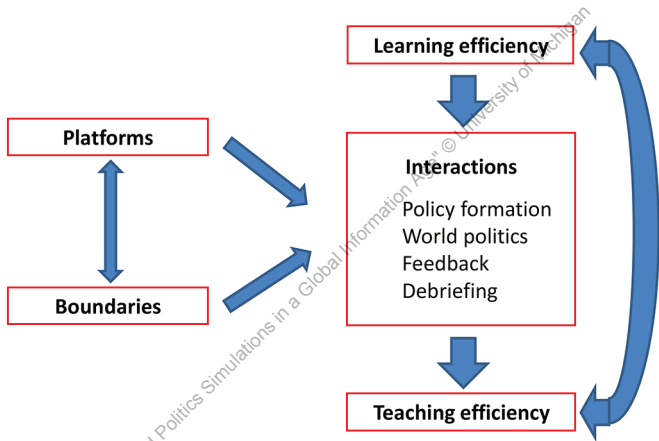 Learning efficiency
Platforms
Boundaries
Interactions
Policy formation
World politics
Feedback
Debriefing
Teaching efficiency
Politics Simulations in a Global Information Age" © University of Michigan